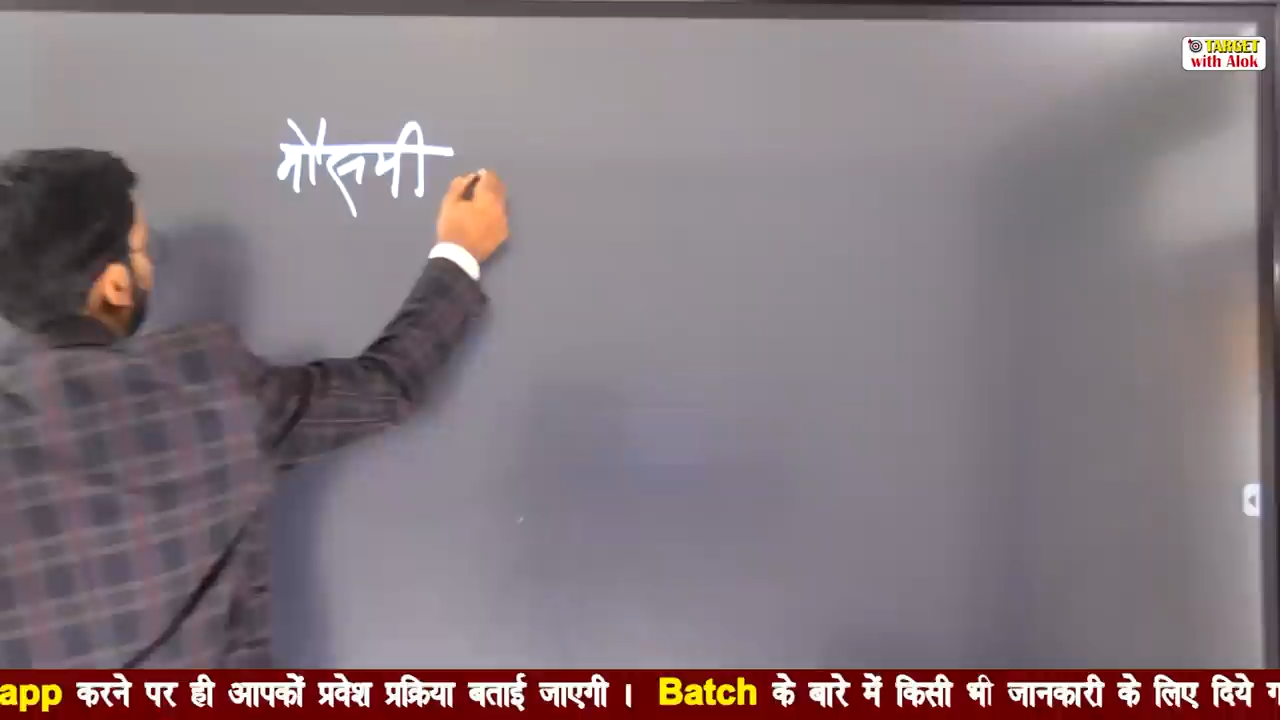 TARGET
with Alok
मौसमी
app करने पर ही आपकों प्रवेश प्रक्रिया बताई जाएगी । Batch के बारे में किसी भी जानकारी के लिए दिये